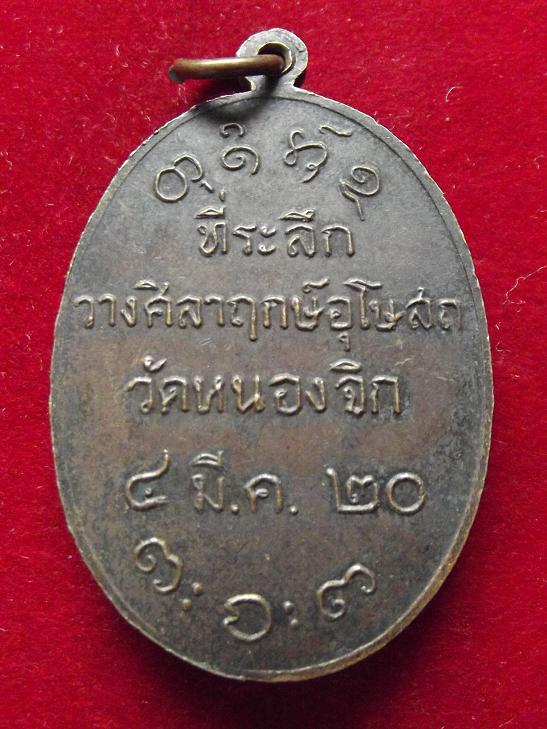 ที่ระลึก
วางศิลาฤกษ์อุโบสถ
วัดหนองจิก
๔ มี.ค. ๒๐